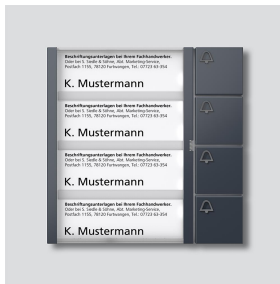 Beschriftungsunterlagen bei Ihrem Fachhandwerker.
Oder bei S. Siedle & Söhne, Abt. Marketing-Service,
Postfach 1155, 78120 Furtwangen, Tel.: 07723 63-354
K. Mustermann
Beschriftungsunterlagen bei Ihrem Fachhandwerker.
Oder bei S. Siedle & Söhne, Abt. Marketing-Service,
Postfach 1155, 78120 Furtwangen, Tel.: 07723 63-354
K. Mustermann
Beschriftungsunterlagen bei Ihrem Fachhandwerker.
Oder bei S. Siedle & Söhne, Abt. Marketing-Service,
Postfach 1155, 78120 Furtwangen, Tel.: 07723 63-354
K. Mustermann
Beschriftungsunterlagen bei Ihrem Fachhandwerker.
Oder bei S. Siedle & Söhne, Abt. Marketing-Service,
Postfach 1155, 78120 Furtwangen, Tel.: 07723 63-354
K. Mustermann